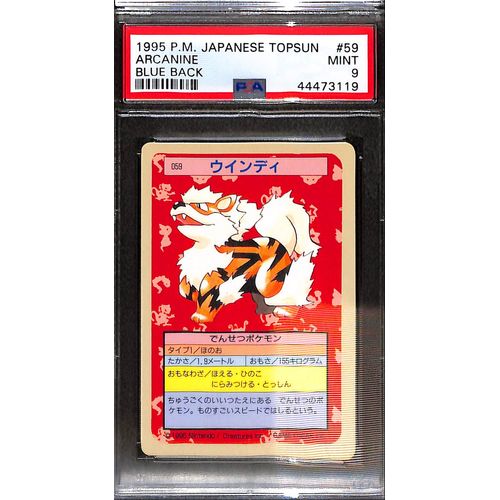 1995 P.M. JAPANESE TOPSUN #59
ARCANINE MINT
BLUE BACK 9
PSA 44473119
059 ウインディ
でんせつポケモン
タイプ1/ほのお
たかさ/1.9メートル おもさ/155キログラム
おもなわざ/ほえる・ひのこ
にらみつける・とっしん
ちゅうごくのいいつたえにある でんせつのポ
ケモン。ものすごいスピードではしるという。
©1995 Nintendo Creatures